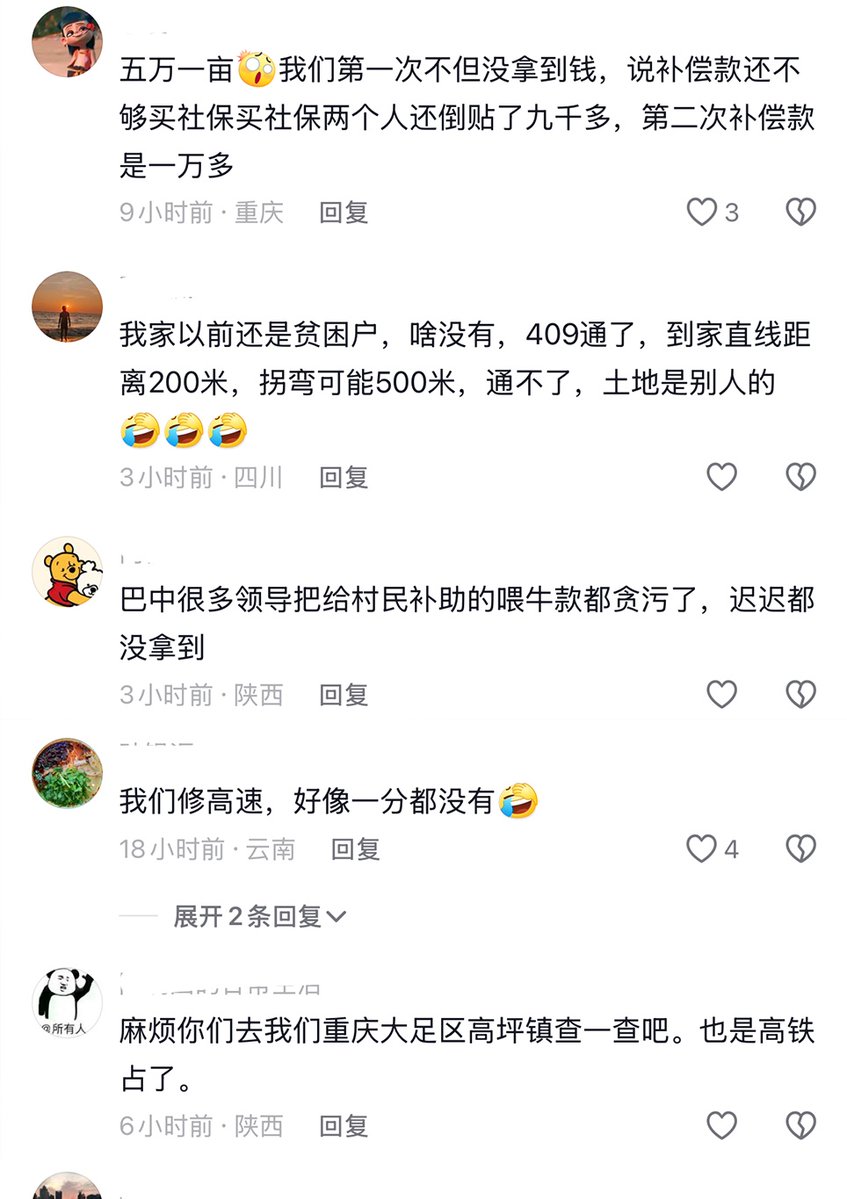 五万一亩😲我们第一次不但没拿到钱，说补偿款还不
够买社保买社保两个人还倒贴了九千多，第二次补偿款
是一万多
9小时前·重庆 回复 3
我家以前还是贫困户，啥没有，409通了，到家直线距
离200米，拐弯可能500米，通不了，土地是别人的
3小时前·四川 回复
巴中很多领导把给村民补助的喂牛款都贪污了，迟迟都
没拿到
3小时前·陕西 回复
我们修高速，好像一分都没有
18小时前·云南 回复 4
展开2条回复
@所有人
麻烦你们去我们重庆大足区高坪镇查一查吧。也是高铁
占了。
6小时前·陕西 回复